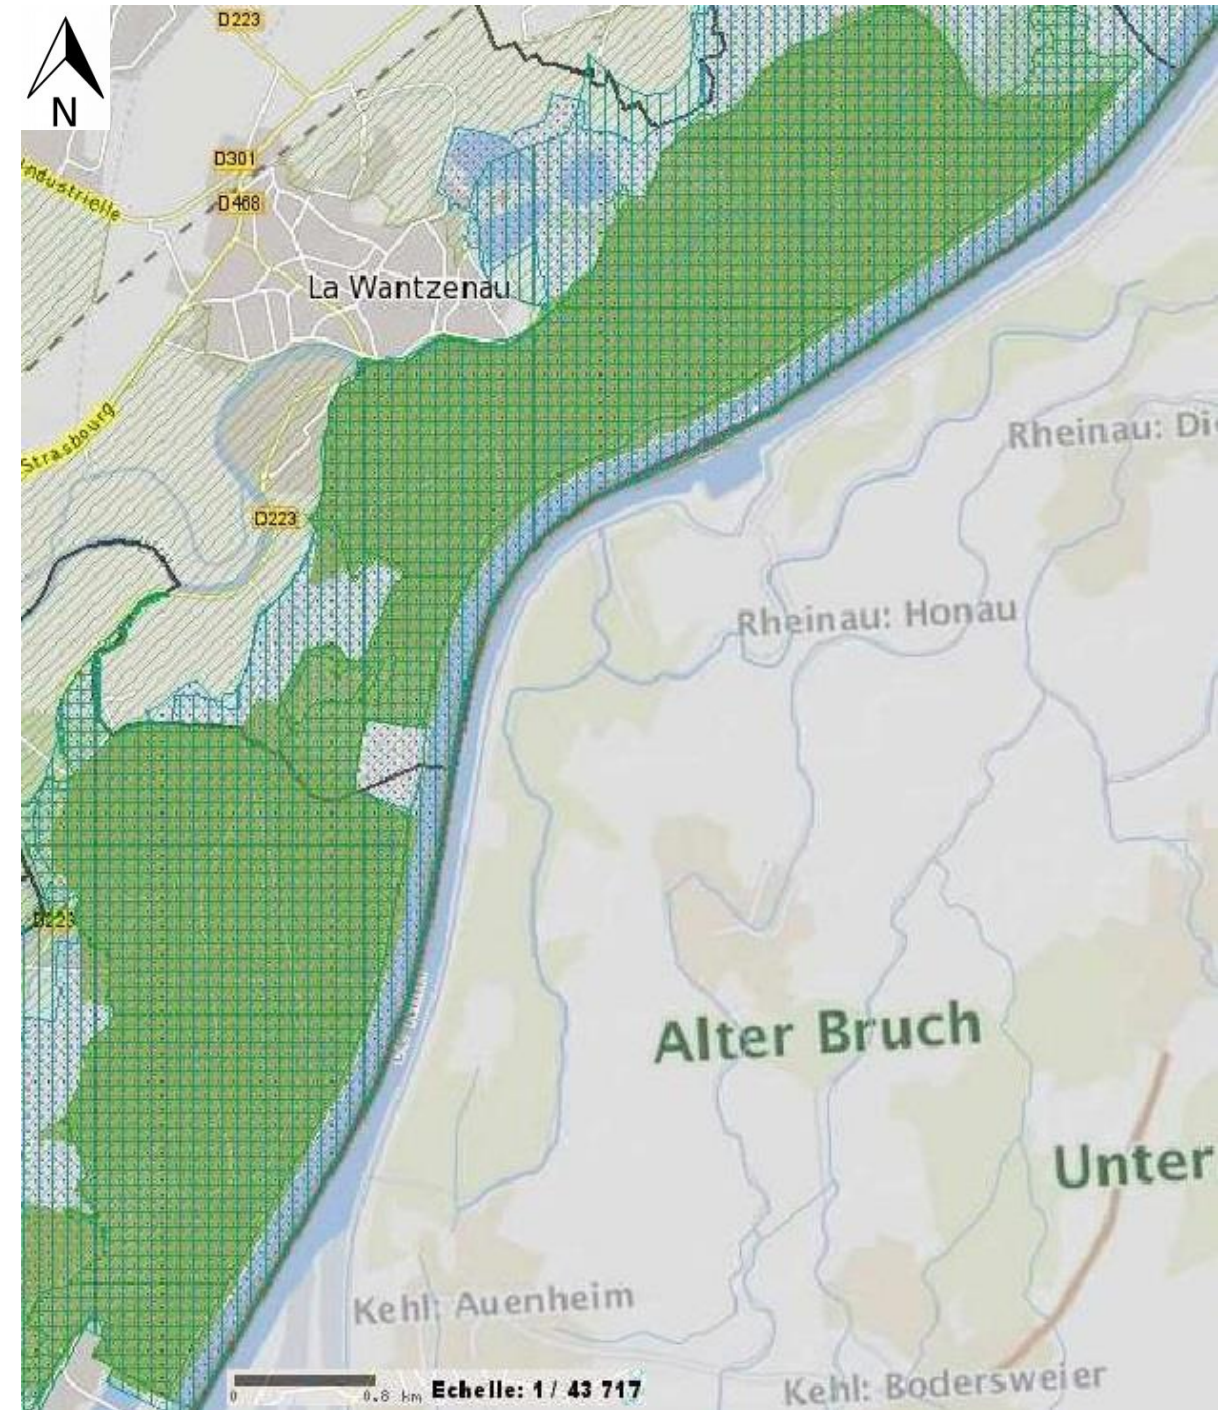 D223
N
D301
Industrielle
D468
La Wantzenau
Strasbourg
Rheinau: Di
D223
Rheinau: Honau
D223
Alter Bruch
Unter
Kehl: Auenheim
0
0.8 km
Echelle: 1 / 43 717
Kehl: Bodersweier